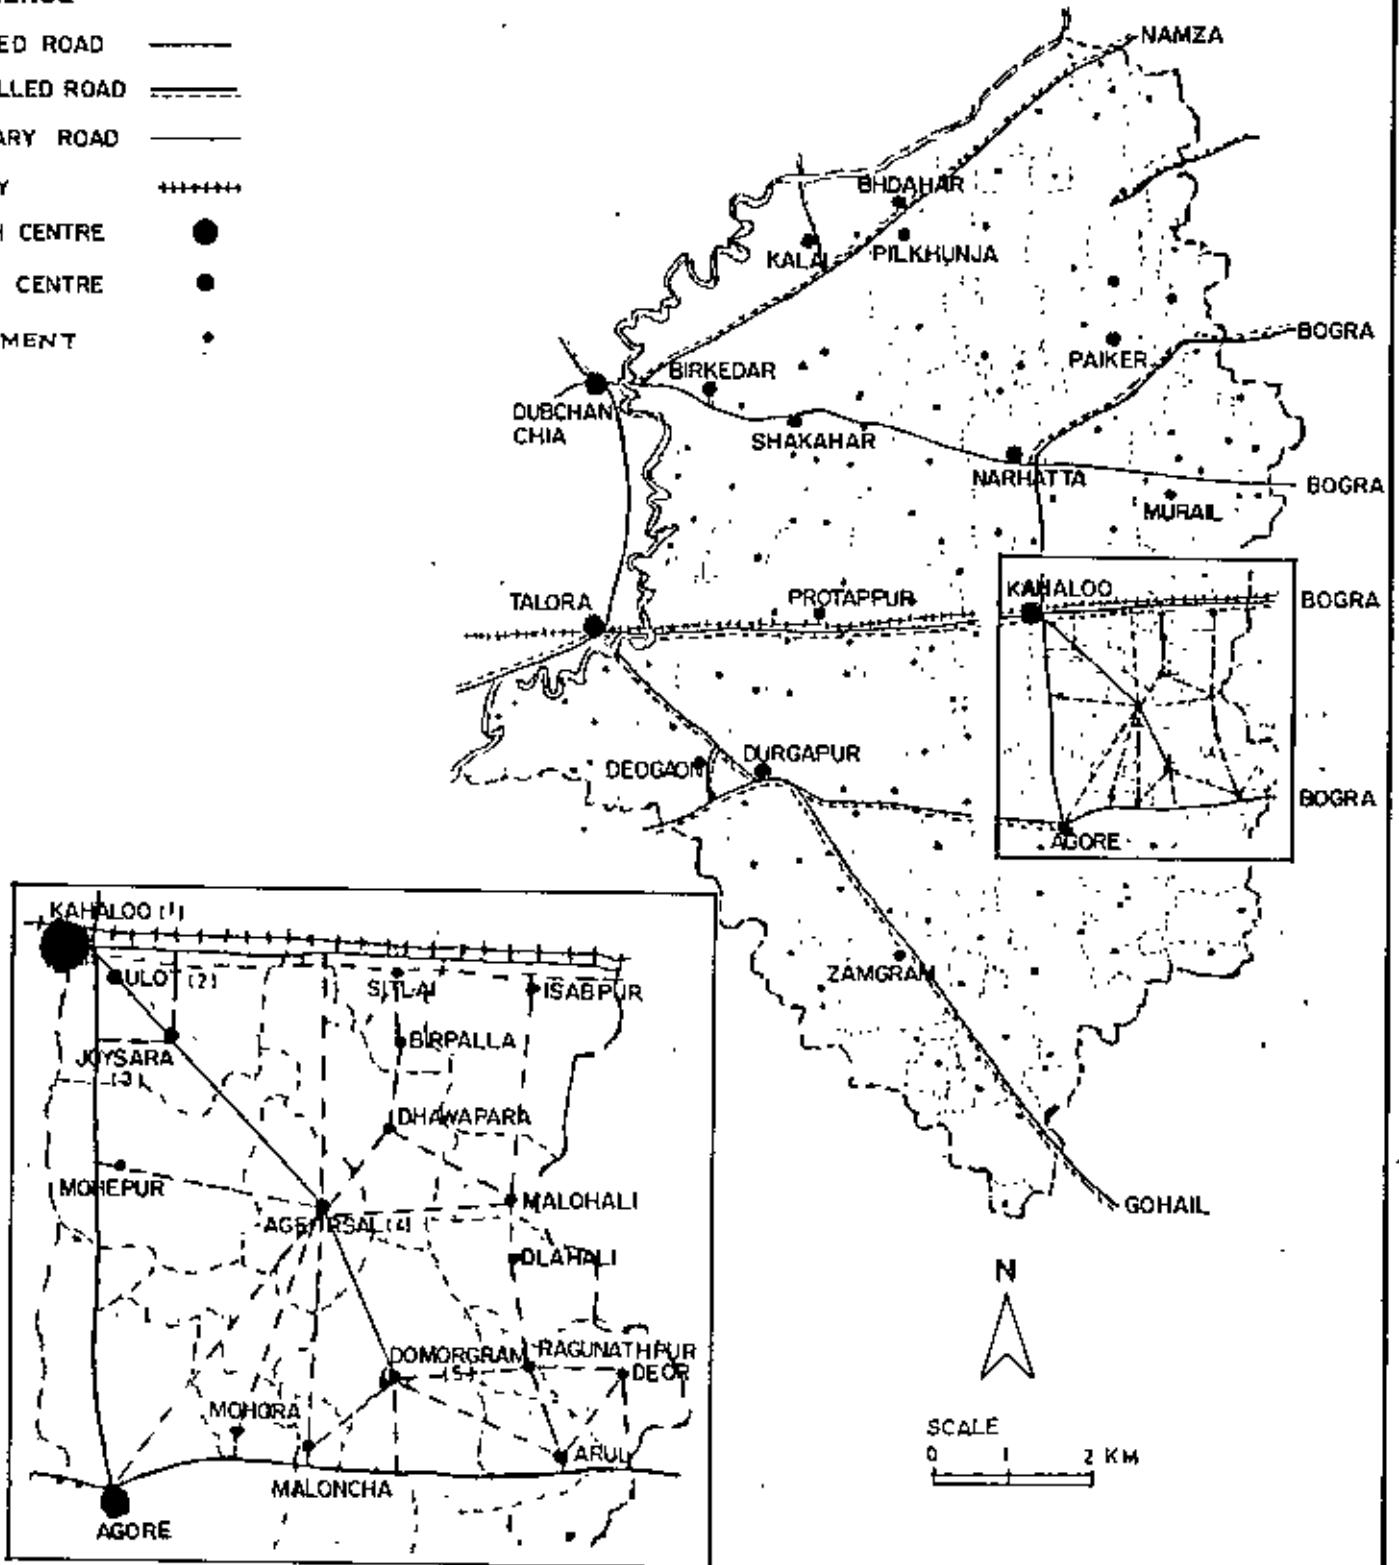 ED ROAD
LLED ROAD
ARY ROAD
Y
H CENTRE
CENTRE
MENT
NAMZA
BHDAHAR
KALAI
PILKHUNJA
BOGRA
PAIKER
BIRKEDAR
DUBCHAN
CHIA
SHAKAHAR
NARHATTA
BOGRA
MURAIL
KAHALOO
TALORA
PROTAPPUR
BOGRA
DEOGAON
DURGAPUR
BOGRA
AGORE
ZAMGRAM
GOHAIL
KAHALOO (1)
ULOT (2)
SITLAI
ISABPUR
JOYSARA
(3)
BIRPALLA
DHAWAPARA
MOHEPUR
MALOHALI
DLAHALI
DOMORGRAM
(5)
RAGUNATHPUR
DEOR
MOHORA
ARUL
MALONCHA
AGORE
N
SCALE
0 1 2 KM